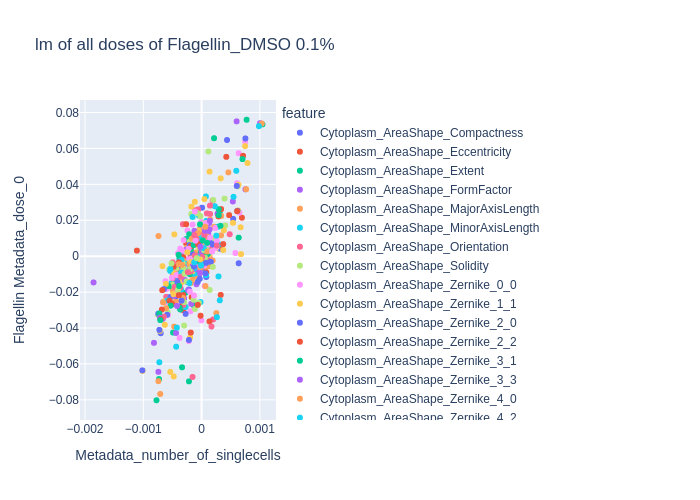 lm of all doses of Flagellin_DMSO 0.1%
feature
Cytoplasm_AreaShape_Compactness
Cytoplasm_AreaShape_Eccentricity
Cytoplasm_AreaShape_Extent
Cytoplasm_AreaShape_FormFactor
Cytoplasm_AreaShape_MajorAxisLength
Cytoplasm_AreaShape_MinorAxisLength
Cytoplasm_AreaShape_Orientation
Cytoplasm_AreaShape_Solidity
Cytoplasm_AreaShape_Zernike_0_0
Cytoplasm_AreaShape_Zernike_1_1
Cytoplasm_AreaShape_Zernike_2_0
Cytoplasm_AreaShape_Zernike_2_2
Cytoplasm_AreaShape_Zernike_3_1
Cytoplasm_AreaShape_Zernike_3_3
Cytoplasm_AreaShape_Zernike_4_0
Cytoplasm_AreaShape_Zernike_4_2
Flagellin Metadata_dose_0
0.08
0.06
0.04
0.02
0
−0.02
−0.04
−0.06
−0.08
−0.002 −0.001 0 0.001
Metadata_number_of_singlecells